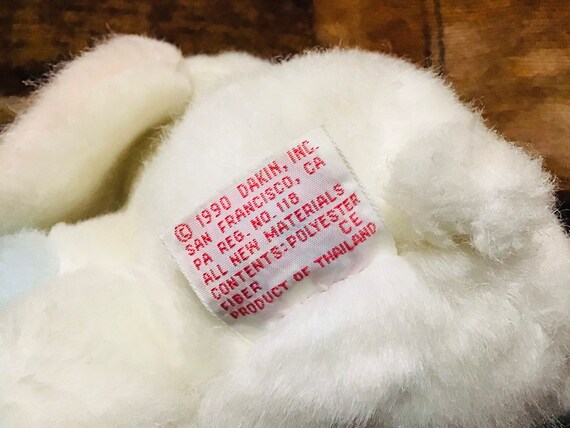 © 1990 DAKIN, INC.
SAN FRANCISCO, CA
PA REG. NO. 118
ALL NEW MATERIALS
CONTENTS: POLYESTER
FIBER CE
PRODUCT OF THAILAND